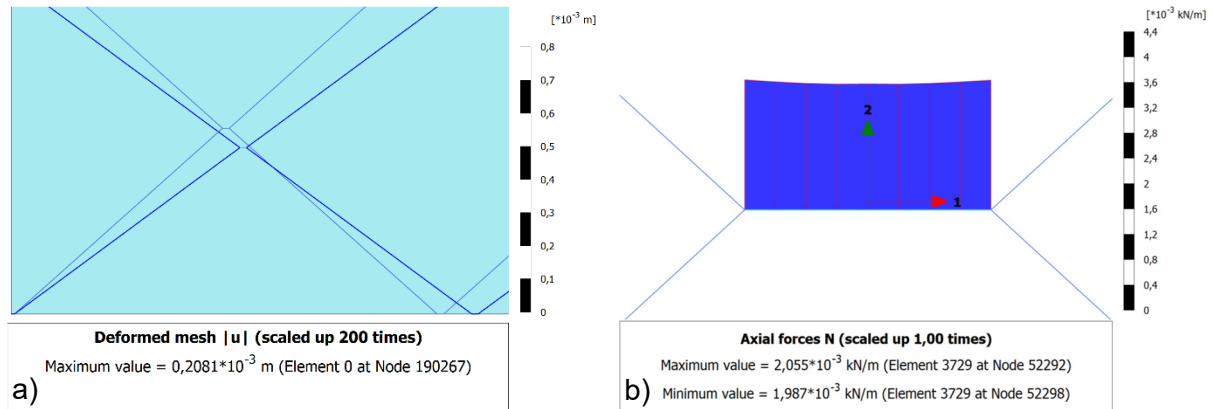 [*10⁻³ m]
0,8
0,7
0,6
0,5
0,4
0,3
0,2
0,1
0
Deformed mesh |u| (scaled up 200 times)
Maximum value = 0,2081*10⁻³ m (Element 0 at Node 190267)
a)
[*10⁻³ kN/m]
4,4
4
3,6
3,2
2,8
2,4
2
1,6
1,2
0,8
0,4
0
2
1
Axial forces N (scaled up 1,00 times)
Maximum value = 2,055*10⁻³ kN/m (Element 3729 at Node 52292)
Minimum value = 1,987*10⁻³ kN/m (Element 3729 at Node 52298)
b)